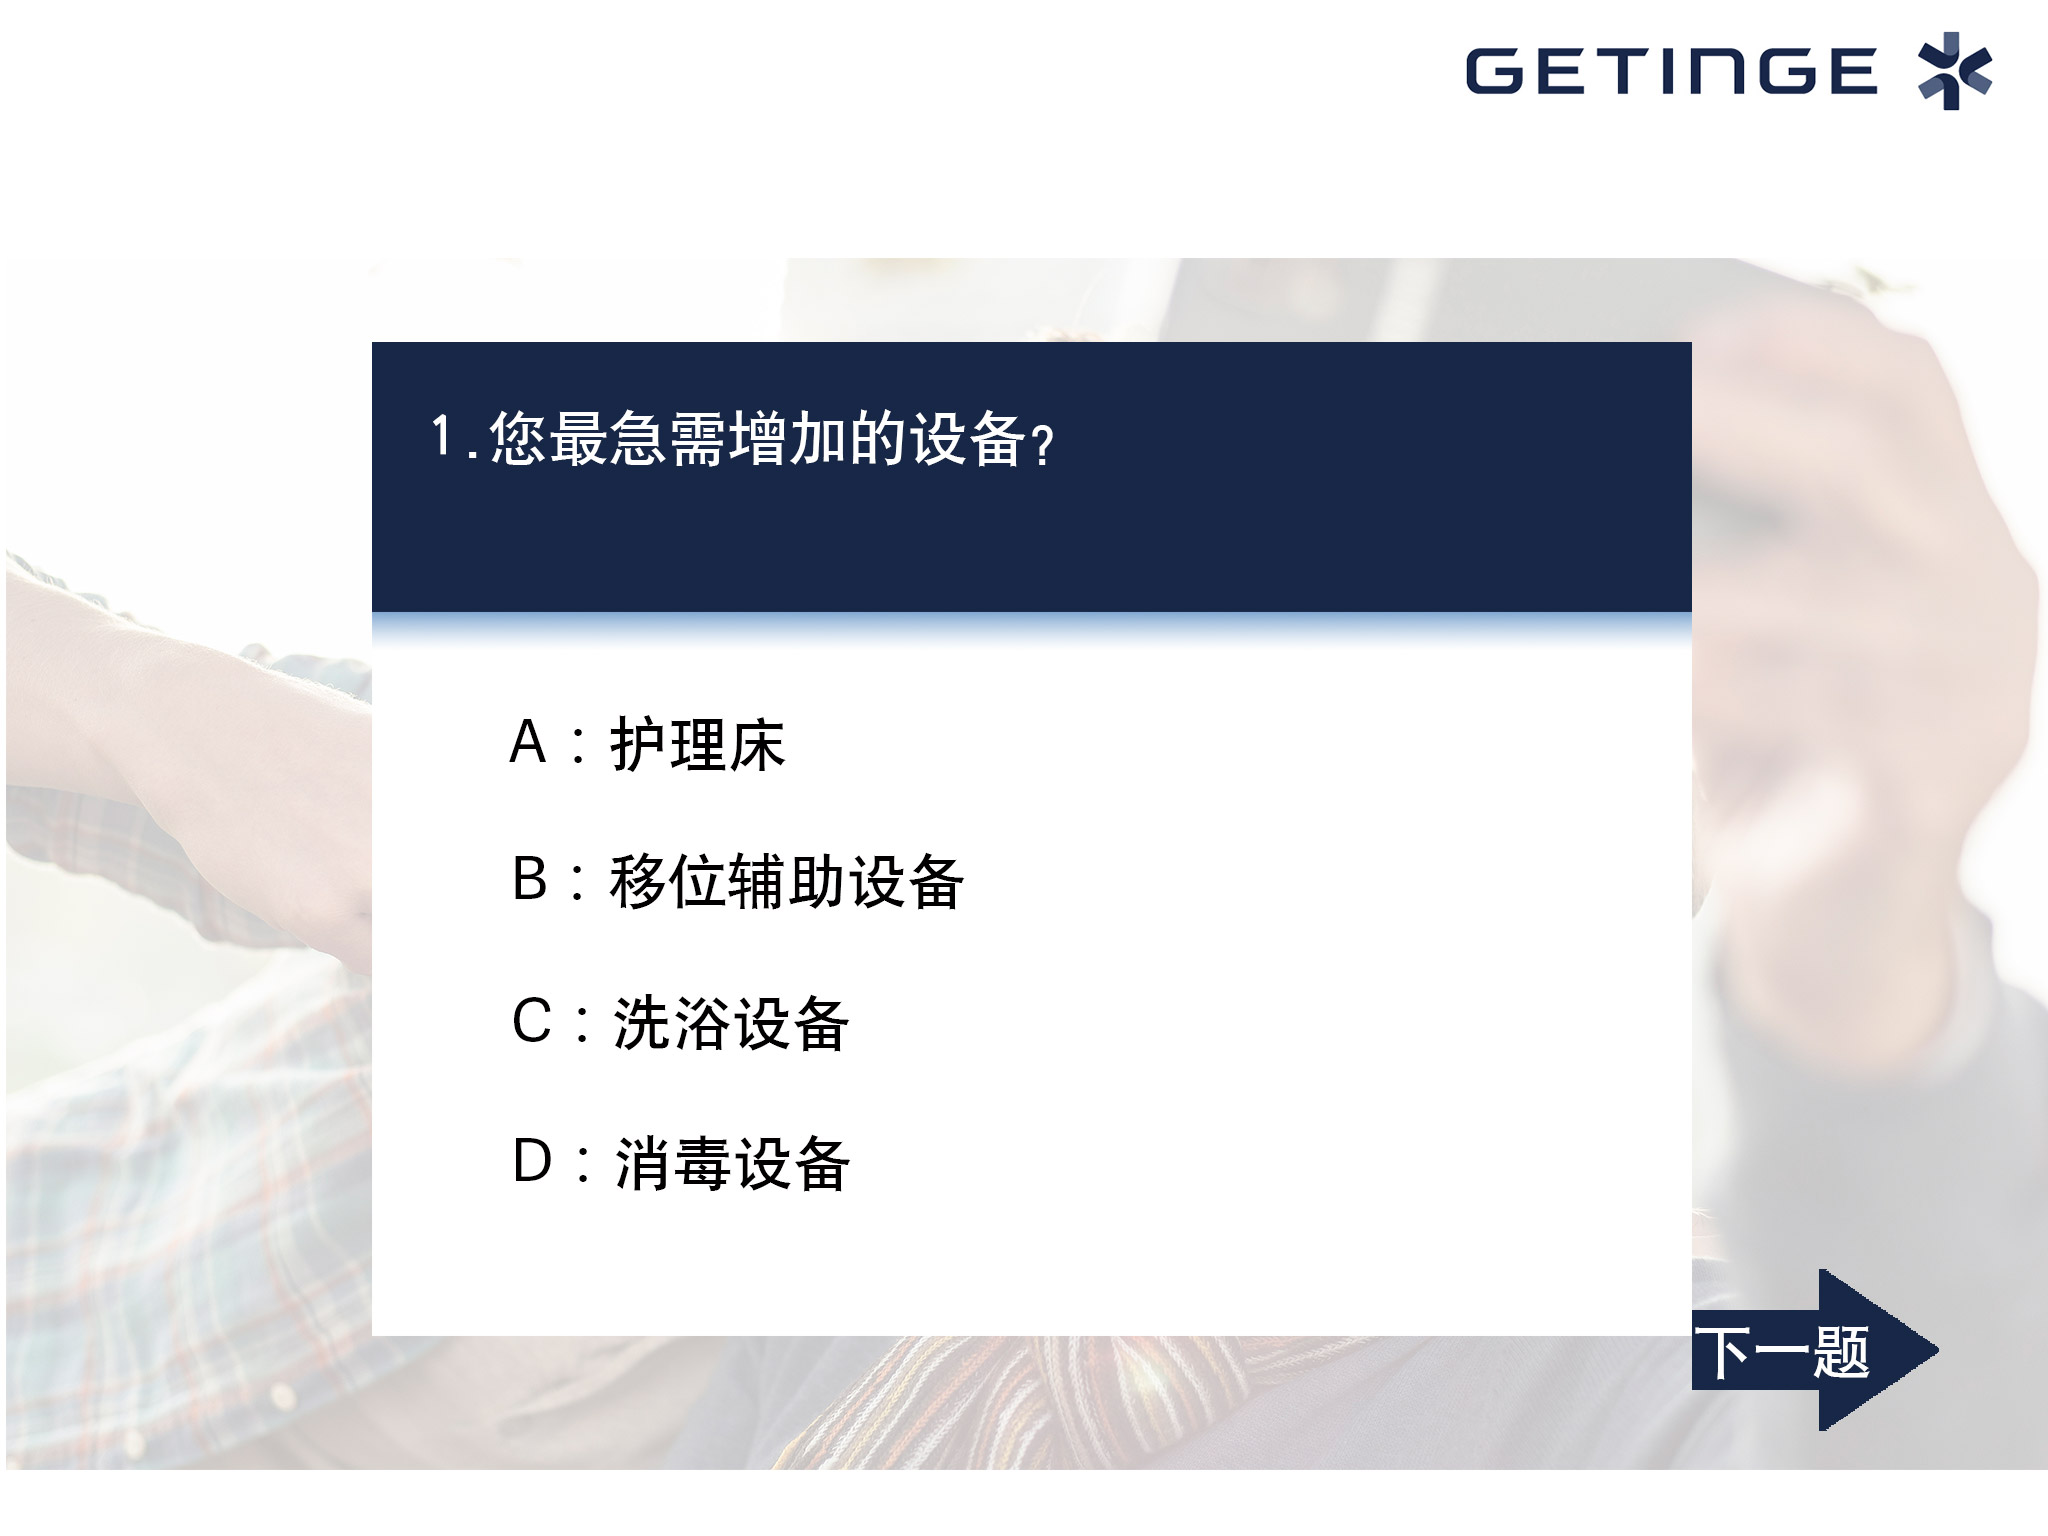 GETINGE
1.您最急需增加的设备?
A：护理床
B：移位辅助设备
C：洗浴设备
D：消毒设备
下一题